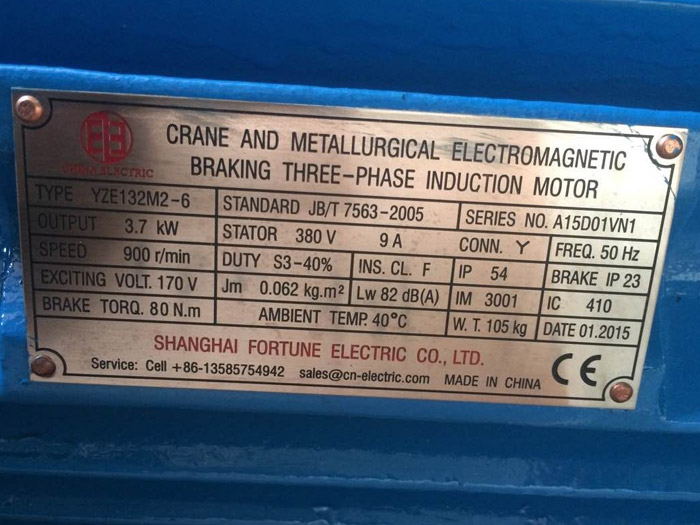 CHINA ELECTRIC
CRANE AND METALLURGICAL ELECTROMAGNETIC
BRAKING THREE-PHASE INDUCTION MOTOR
TYPE YZE132M2-6 STANDARD JB/T 7563-2005 SERIES NO. A15D01VN1
OUTPUT 3.7 kW STATOR 380 V 9 A CONN. Y FREQ. 50 Hz
SPEED 900 r/min DUTY S3-40% INS. CL. F IP 54 BRAKE IP 23
EXCITING VOLT. 170 V Jm 0.062 kg.m² Lw 82 dB(A) IM 3001 IC 410
BRAKE TORQ. 80 N.m AMBIENT TEMP. 40°C W. T. 105 kg DATE 01.2015
SHANGHAI FORTUNE ELECTRIC CO., LTD.
Service: Cell +86-13585754942 sales@cn-electric.com MADE IN CHINA CE